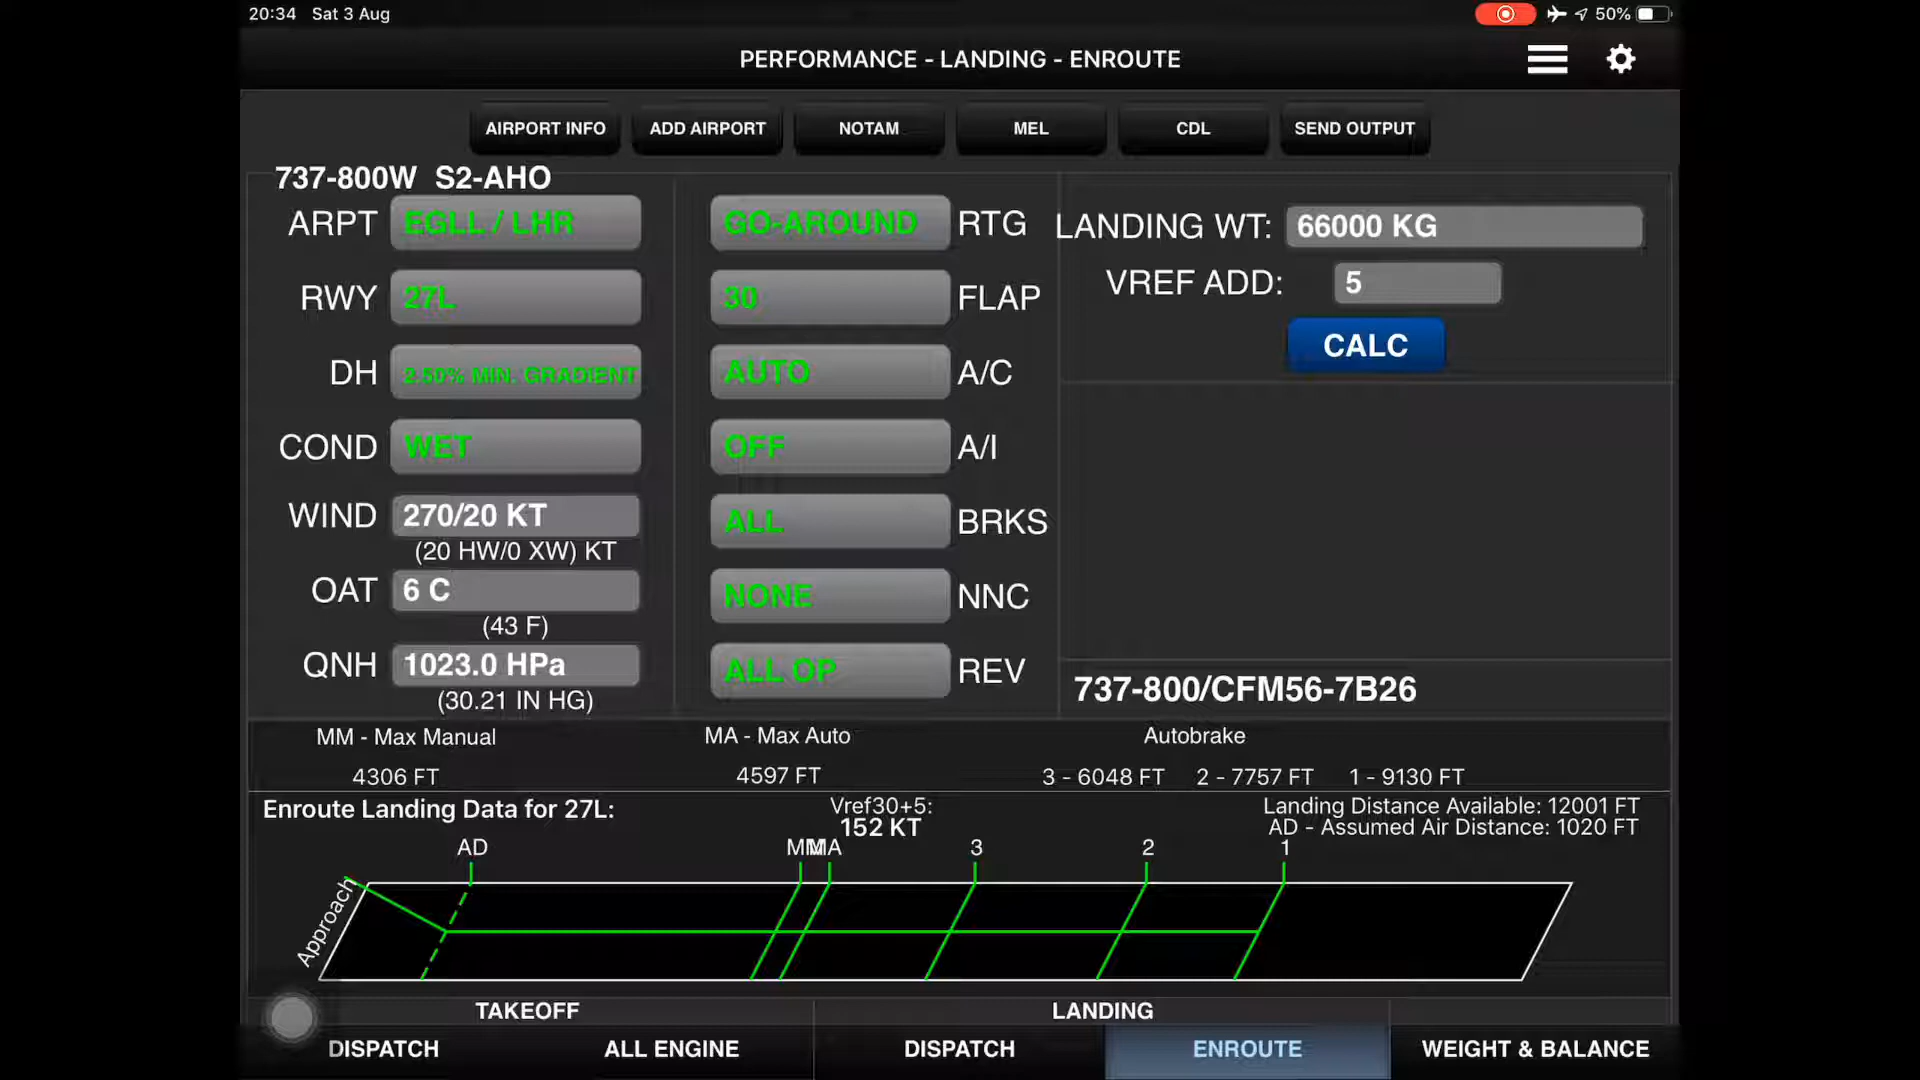 20:34 Sat 3 Aug
50%
PERFORMANCE - LANDING - ENROUTE
AIRPORT INFO ADD AIRPORT NOTAM MEL CDL SEND OUTPUT
737-800W S2-AHO
ARPT EGLL / LHR
RWY 27L
DH 2.50% MIN. GRADIENT
COND WET
WIND 270/20 KT
(20 HW/0 XW) KT
OAT 6 C
(43 F)
QNH 1023.0 HPa
(30.21 IN HG)
GO-AROUND RTG
30 FLAP
AUTO A/C
OFF A/I
ALL BRKS
NONE NNC
ALL OP REV
LANDING WT: 66000 KG
VREF ADD: 5
CALC
737-800/CFM56-7B26
MM - Max Manual MA - Max Auto Autobrake
4306 FT 4597 FT 3 - 6048 FT 2 - 7757 FT 1 - 9130 FT
Enroute Landing Data for 27L:
Vref30+5:
152 KT
Landing Distance Available: 12001 FT
AD - Assumed Air Distance: 1020 FT
AD MM MA 3 2 1
Approach
TAKEOFF LANDING
DISPATCH ALL ENGINE DISPATCH ENROUTE WEIGHT & BALANCE